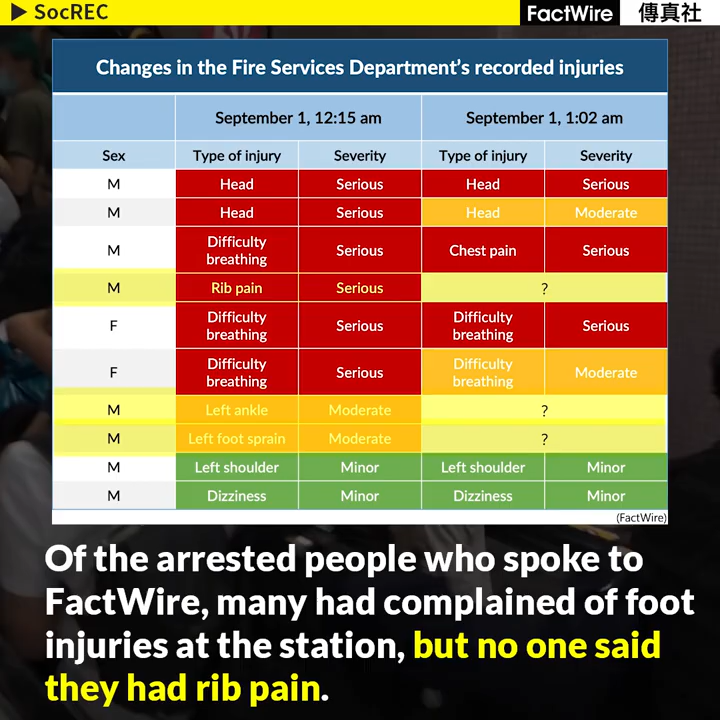 ▶ SocREC
FactWire 傳真社
Changes in the Fire Services Department’s recorded injuries
September 1, 12:15 am September 1, 1:02 am
Sex Type of injury Severity Type of injury Severity
M Head Serious Head Serious
M Head Serious Head Moderate
M Difficulty breathing Serious Chest pain Serious
M Rib pain Serious ?
F Difficulty breathing Serious Difficulty breathing Serious
F Difficulty breathing Serious Difficulty breathing Moderate
M Left ankle Moderate ?
M Left foot sprain Moderate ?
M Left shoulder Minor Left shoulder Minor
M Dizziness Minor Dizziness Minor
(FactWire)
Of the arrested people who spoke to
FactWire, many had complained of foot
injuries at the station, but no one said
they had rib pain.